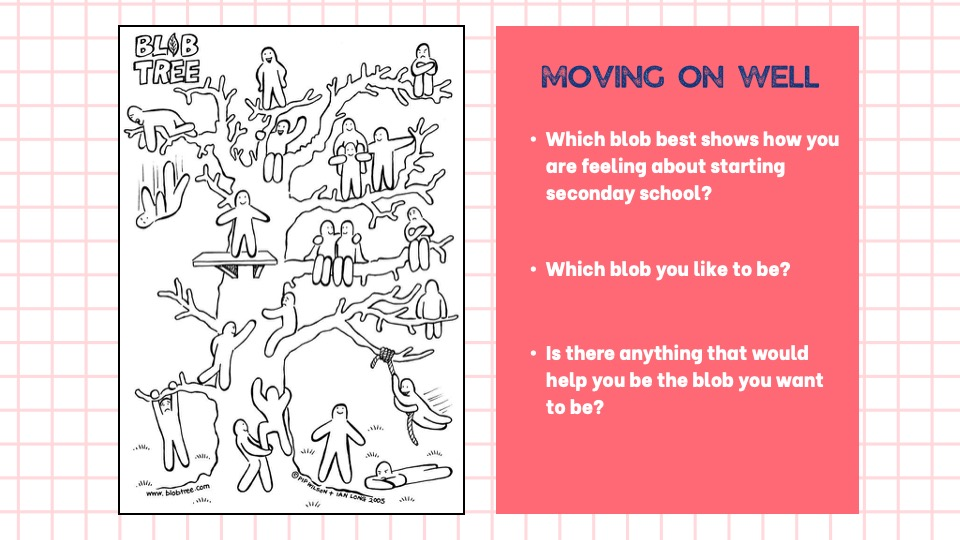 BLOB
TREE
www.blobtree.com
© PIP WILSON + IAN LONG 2003
MOVING ON WELL
• Which blob best shows how you
are feeling about starting
seconday school?
• Which blob you like to be?
• Is there anything that would
help you be the blob you want
to be?